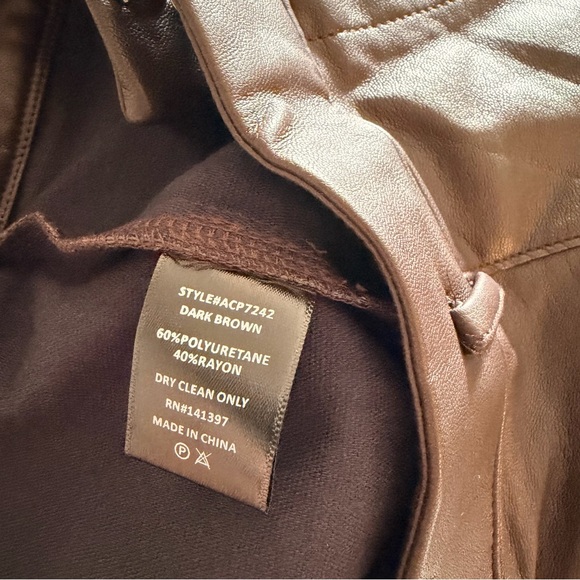 STYLE#ACP7242
DARK BROWN
60%POLYURETANE
40%RAYON
DRY CLEAN ONLY
RN#141397
MADE IN CHINA
P